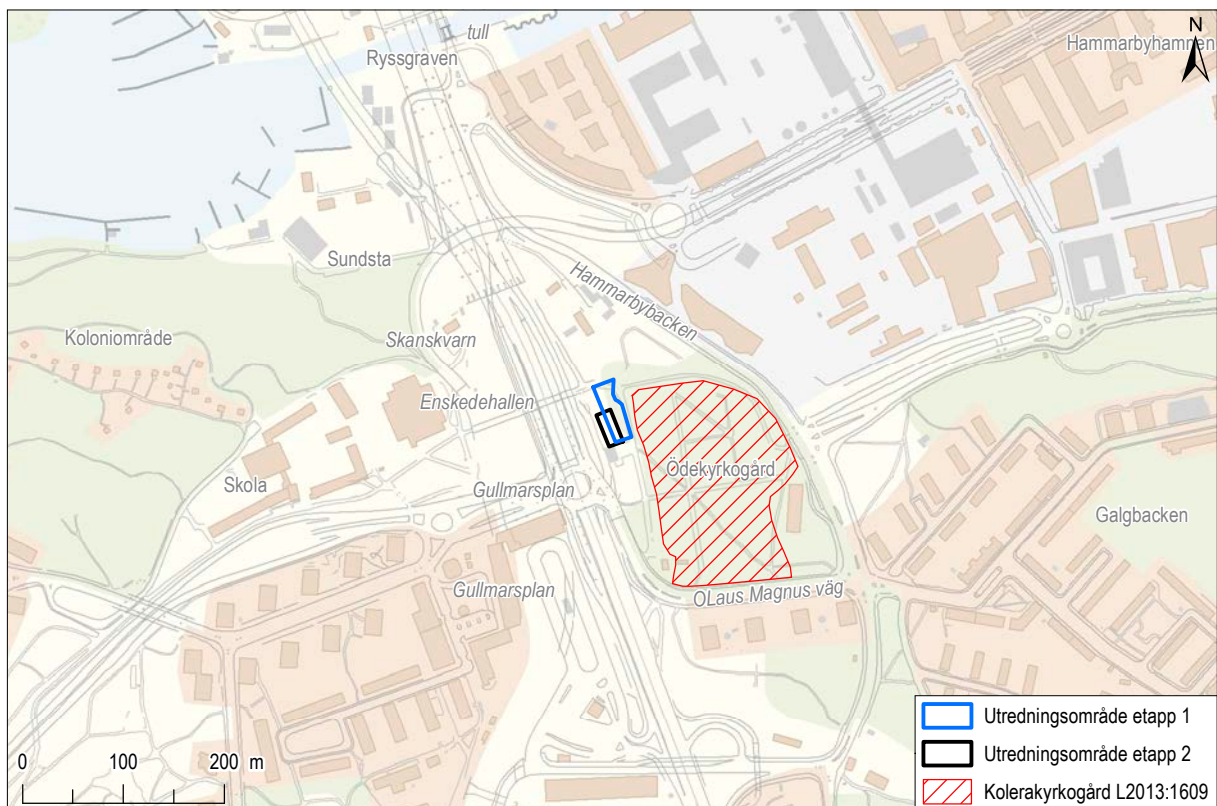 tull
Ryssgraven
Hammarbyhamnen
N
Sundsta
Hammarbybacken
Koloniområde
Skanskvarn
Enskedehallen
Ödekyrkogård
Skola
Gullmarsplan
Galgbacken
Gullmarsplan
OLaus Magnus väg
Utredningsområde etapp 1
Utredningsområde etapp 2
Kolerakyrkogård L2013:1609
0 100 200 m